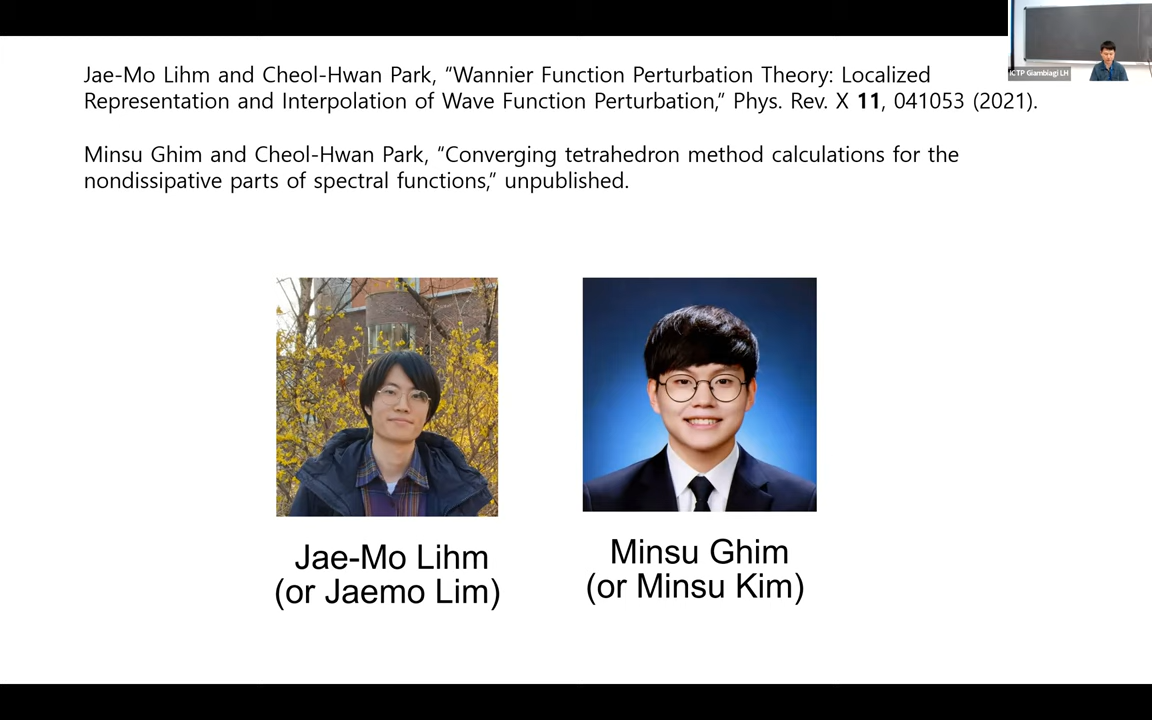 Jae-Mo Lihm and Cheol-Hwan Park, “Wannier Function Perturbation Theory: Localized
Representation and Interpolation of Wave Function Perturbation,” Phys. Rev. X 11, 041053 (2021).
Minsu Ghim and Cheol-Hwan Park, “Converging tetrahedron method calculations for the
nondissipative parts of spectral functions,” unpublished.
ICTP Giambiagi LH
Jae-Mo Lihm
(or Jaemo Lim)
Minsu Ghim
(or Minsu Kim)